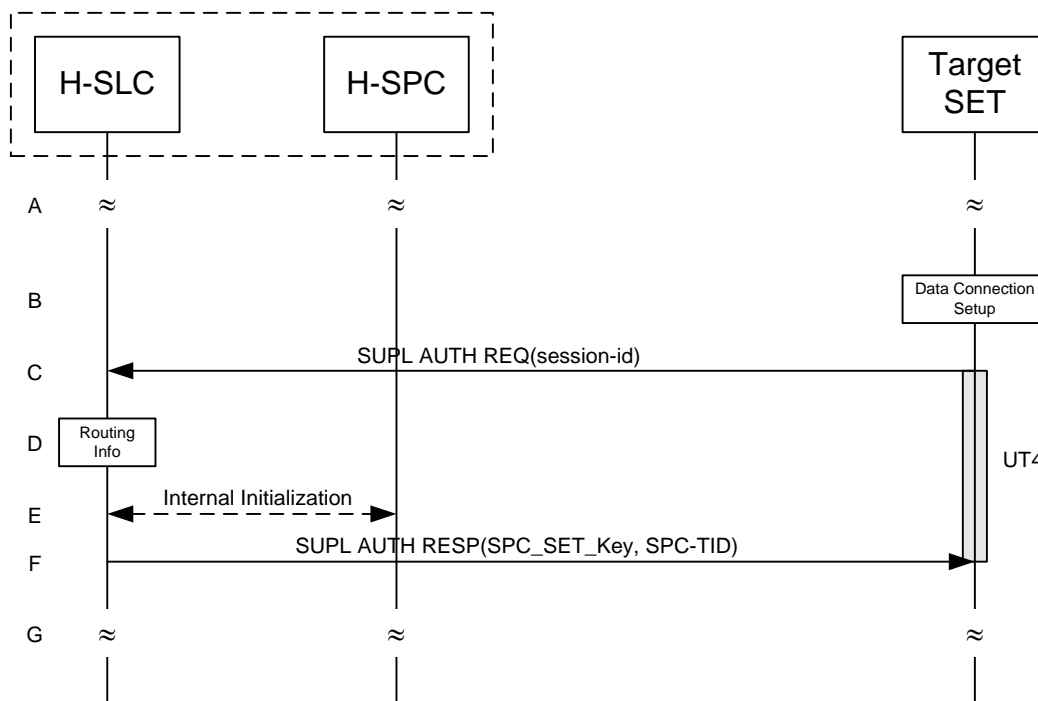 H-SLC
H-SPC
Target
SET
A
≈ ≈ ≈
B
Data Connection
Setup
SUPL AUTH REQ(session-id)
C
D
Routing
Info
UT4
Internal Initialization
E
SUPL AUTH RESP(SPC_SET_Key, SPC-TID)
F
G
≈ ≈ ≈